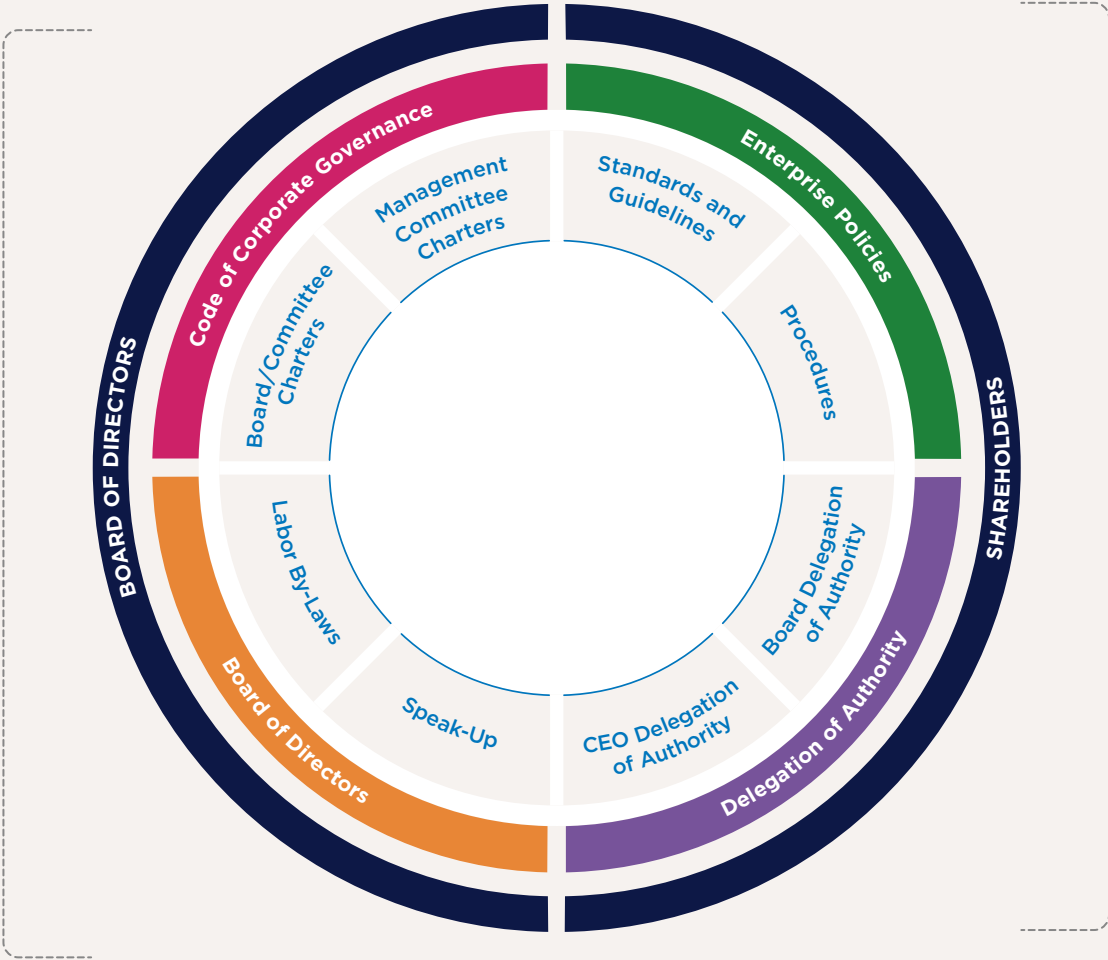 BOARD OF DIRECTORS
SHAREHOLDERS
Code of Corporate Governance
Enterprise Policies
Board of Directors
Delegation of Authority
Management
Committee
Charters
Standards and
Guidelines
Board/Committee
Charters
Procedures
Labor By-Laws
Board Delegation
of Authority
Speak-Up
CEO Delegation
of Authority